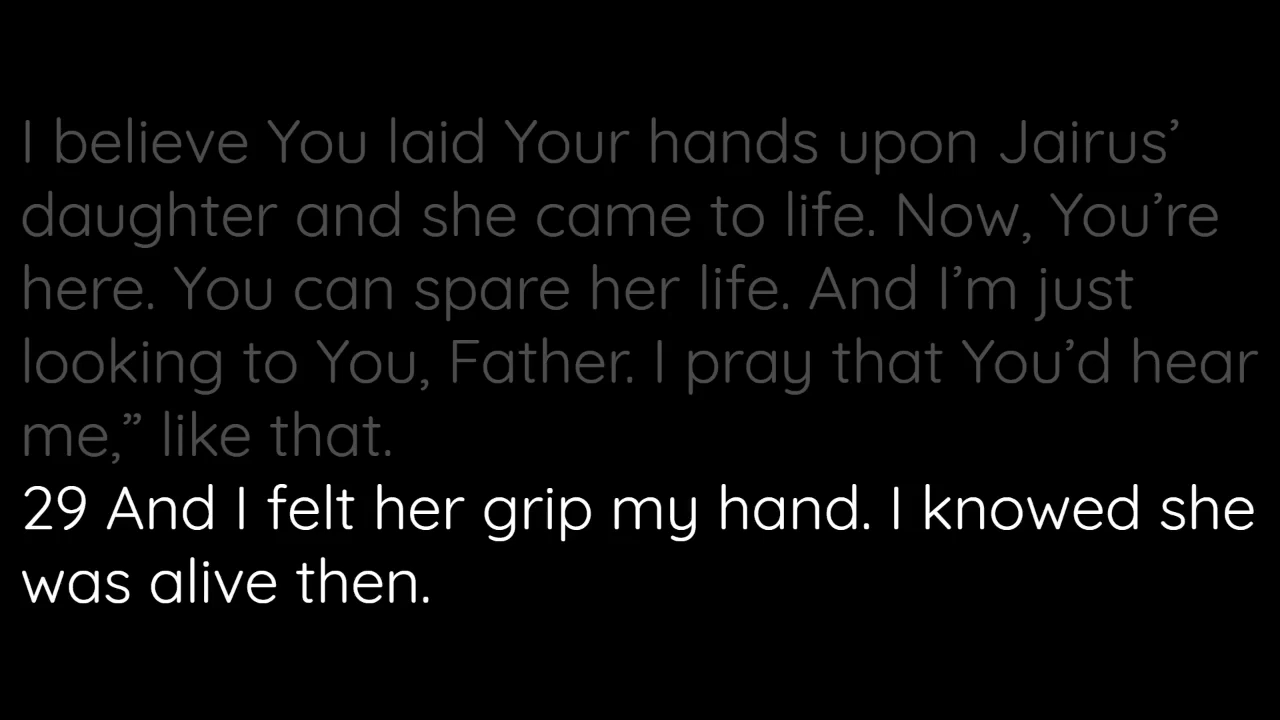 I believe You laid Your hands upon Jairus’
daughter and she came to life. Now, You’re
here. You can spare her life. And I’m just
looking to You, Father. I pray that You’d hear
me,” like that.
29 And I felt her grip my hand. I knowed she
was alive then.